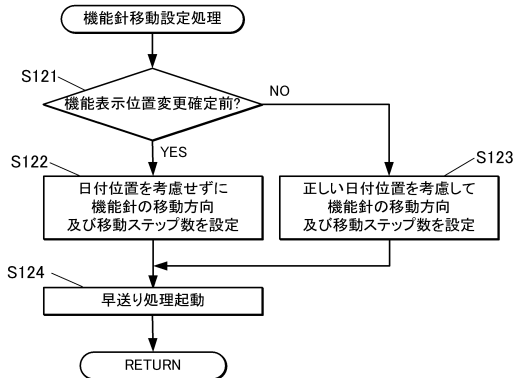 機能針移動設定処理
S121
機能表示位置変更確定前?
NO
YES
S122
日付位置を考慮せずに
機能針の移動方向
及び移動ステップ数を設定
S123
正しい日付位置を考慮して
機能針の移動方向
及び移動ステップ数を設定
S124
早送り処理起動
RETURN